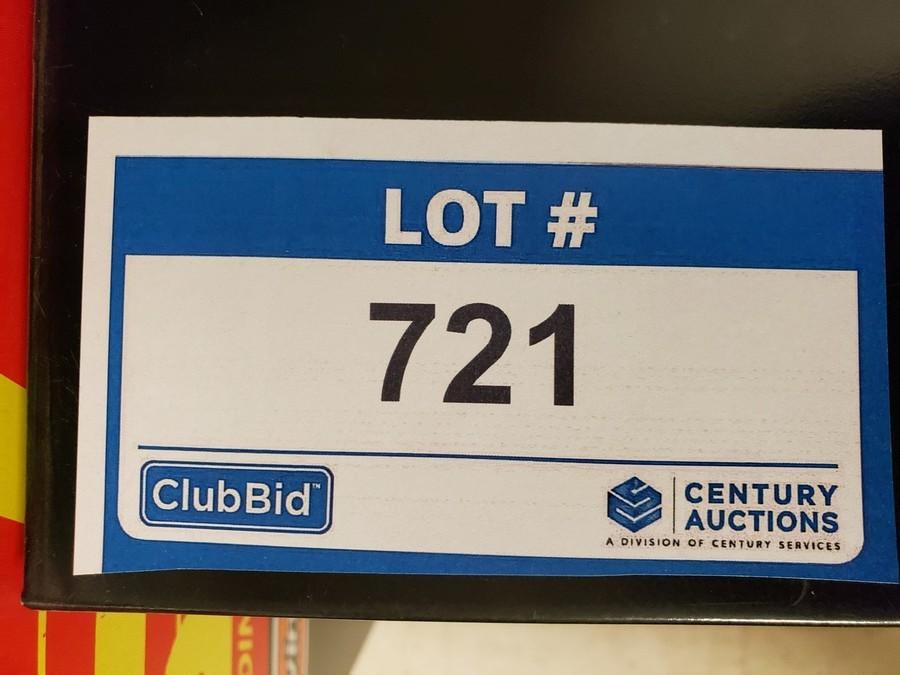 LOT #
721
ClubBid™
CENTURY
AUCTIONS
A DIVISION OF CENTURY SERVICES